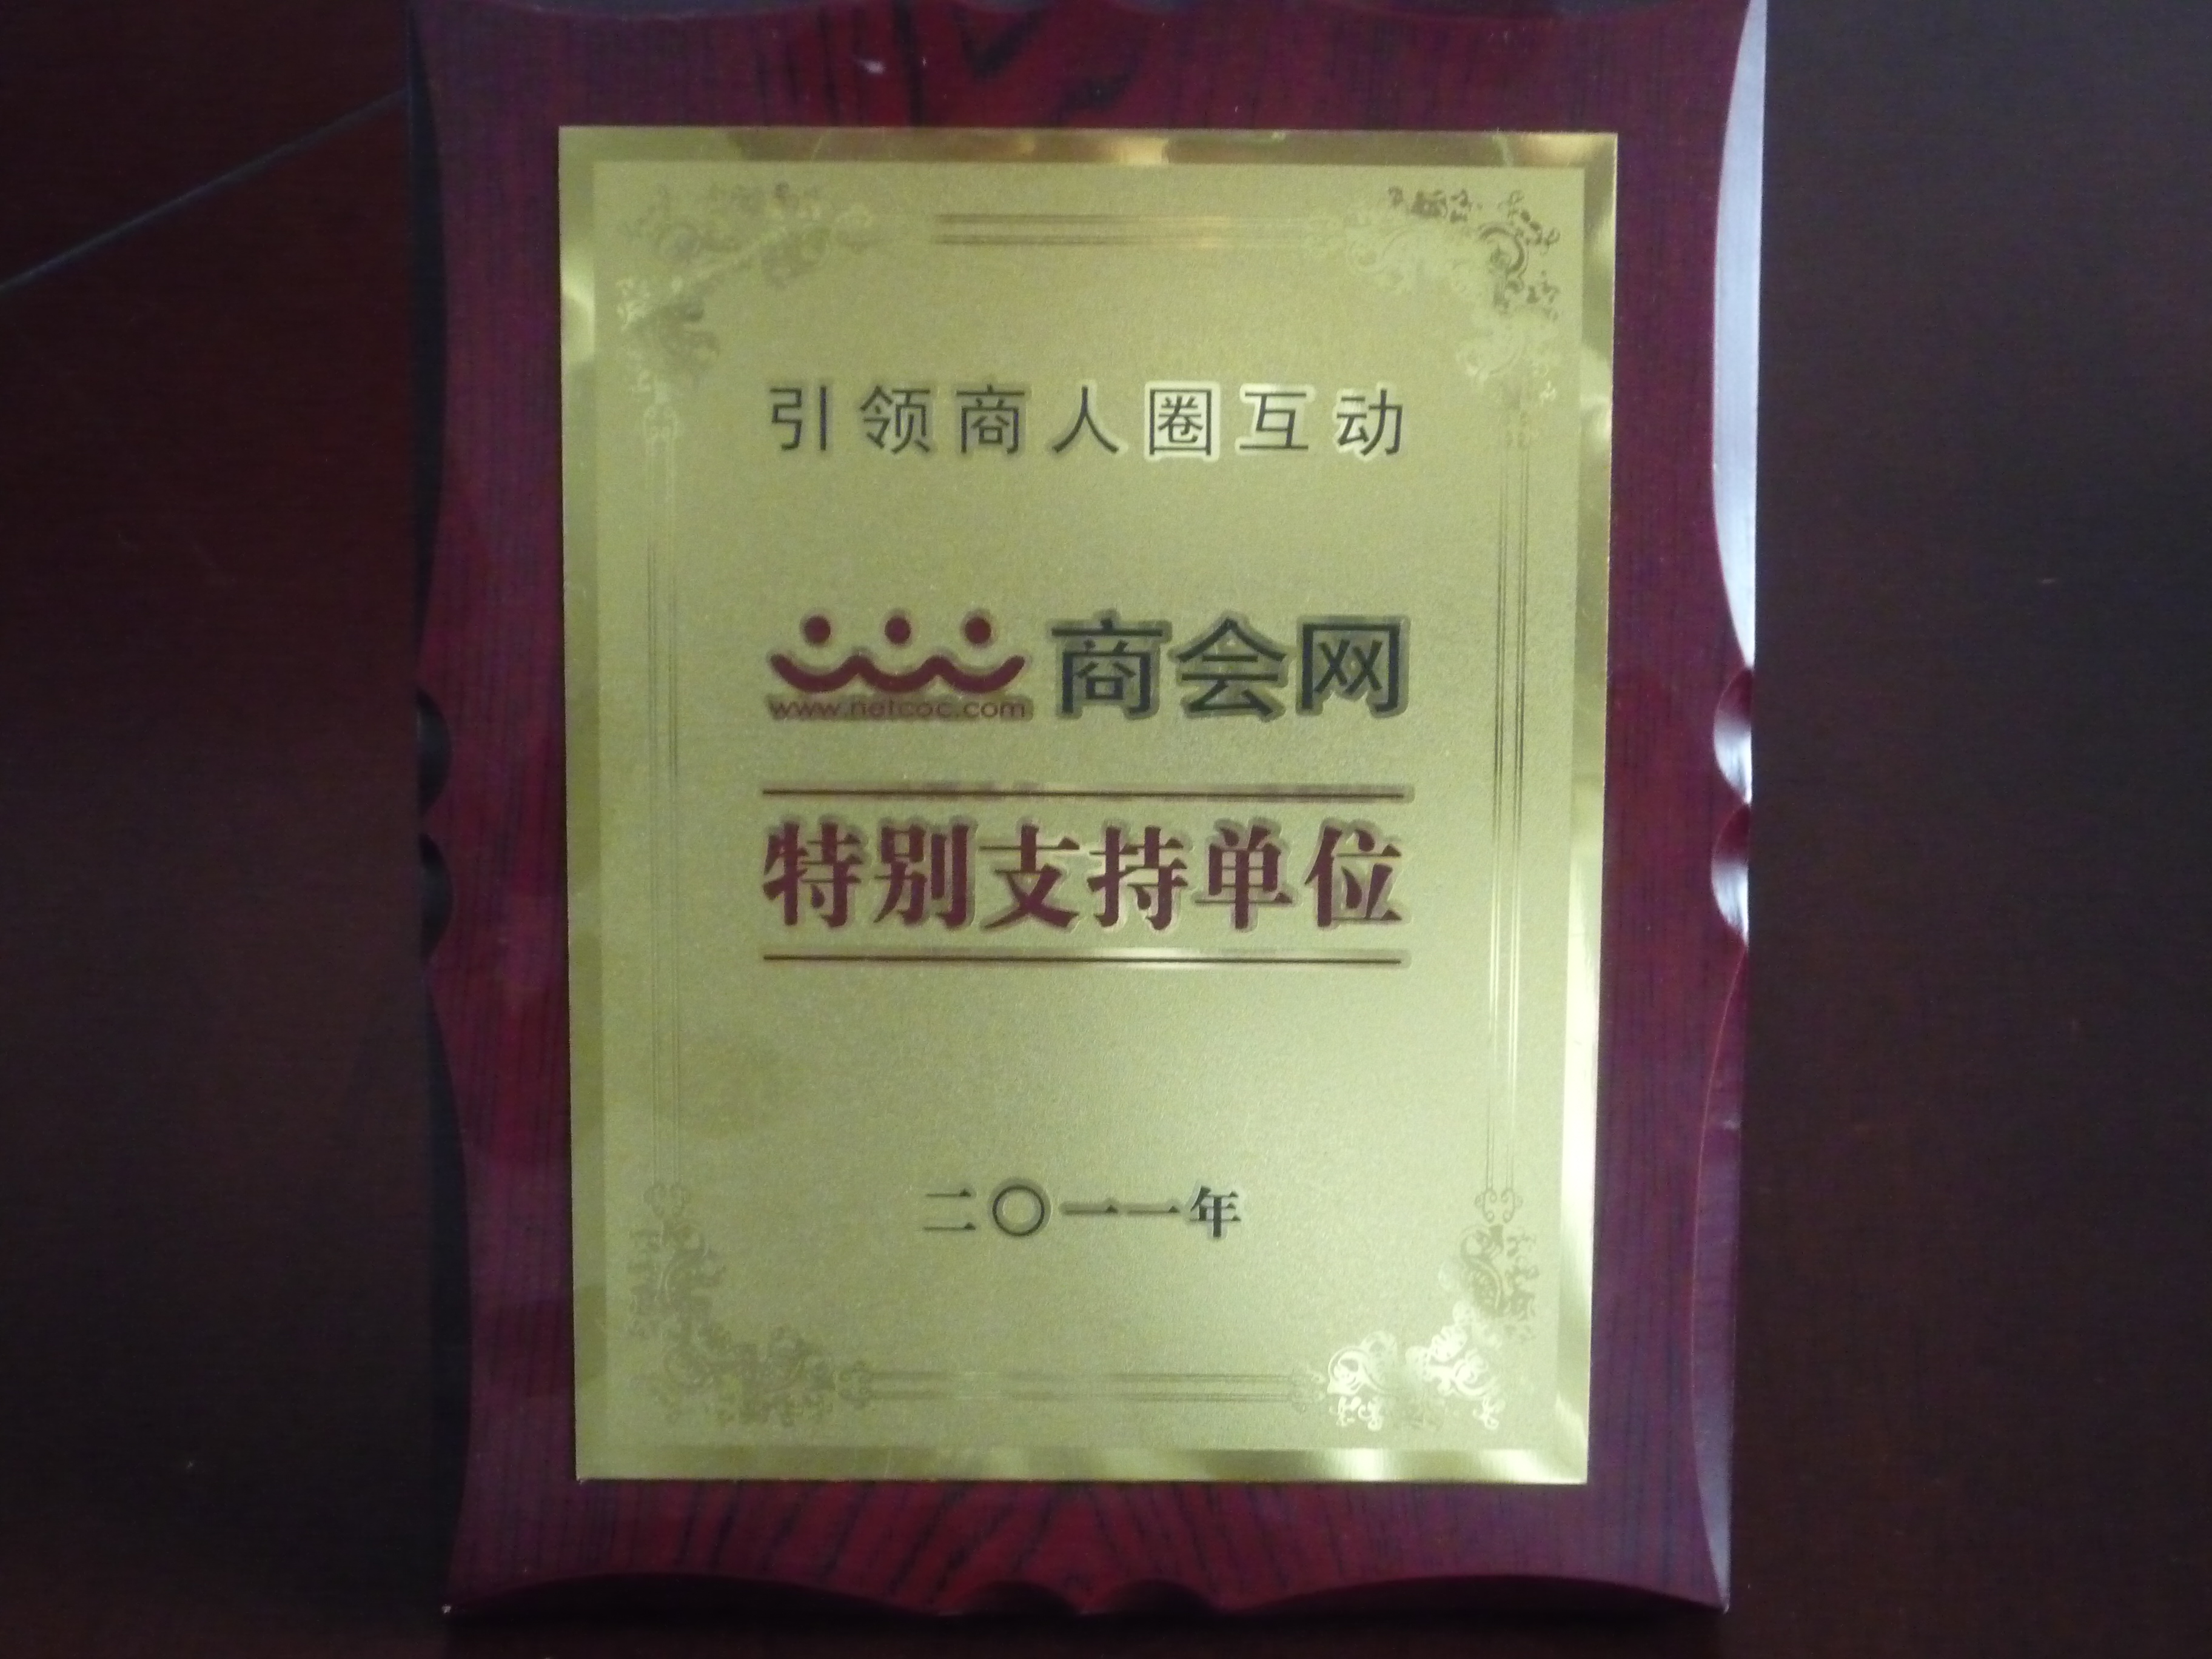 引领商人圈互动
商会网
www.netcoc.com
特别支持单位
二〇一一年